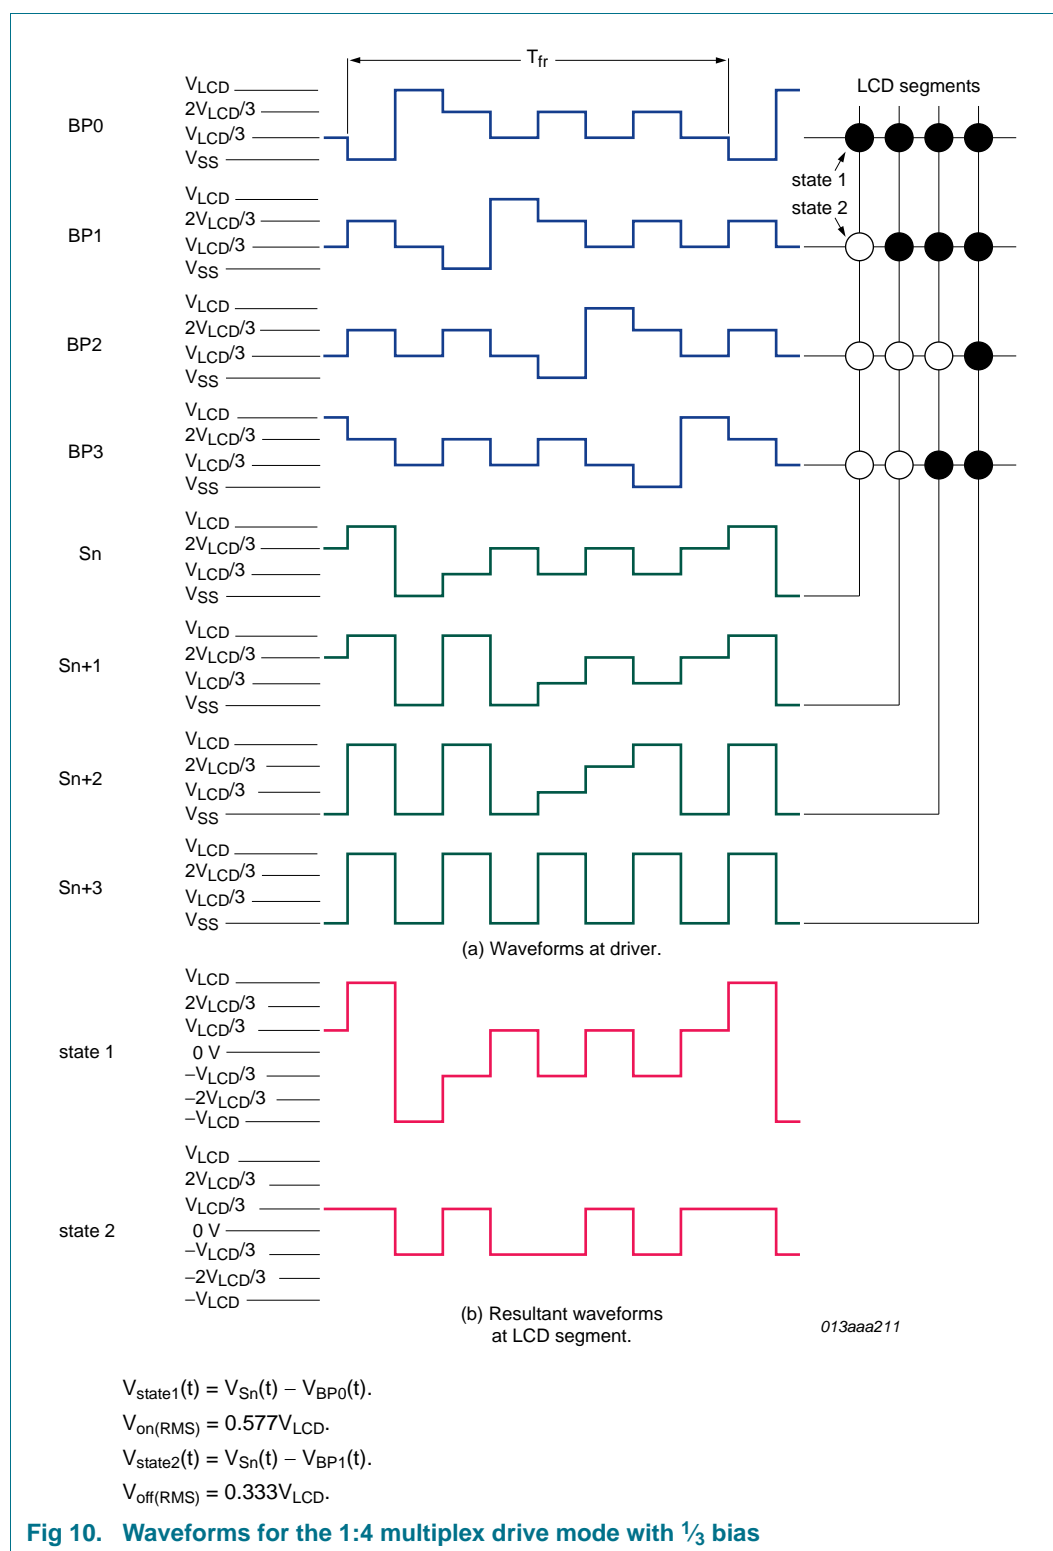 Tfr
LCD segments
BP0
VLCD
2VLCD/3
VLCD/3
VSS
state 1
state 2
BP1
VLCD
2VLCD/3
VLCD/3
VSS
BP2
VLCD
2VLCD/3
VLCD/3
VSS
BP3
VLCD
2VLCD/3
VLCD/3
VSS
Sn
VLCD
2VLCD/3
VLCD/3
VSS
Sn+1
VLCD
2VLCD/3
VLCD/3
VSS
Sn+2
VLCD
2VLCD/3
VLCD/3
VSS
Sn+3
VLCD
2VLCD/3
VLCD/3
VSS
(a) Waveforms at driver.
state 1
VLCD
2VLCD/3
VLCD/3
0 V
−VLCD/3
−2VLCD/3
−VLCD
state 2
VLCD
2VLCD/3
VLCD/3
0 V
−VLCD/3
−2VLCD/3
−VLCD
(b) Resultant waveforms
at LCD segment.
013aaa211
Vstate1(t) = VSn(t) − VBP0(t).
Von(RMS) = 0.577VLCD.
Vstate2(t) = VSn(t) − VBP1(t).
Voff(RMS) = 0.333VLCD.
Fig 10. Waveforms for the 1:4 multiplex drive mode with 1⁄3 bias